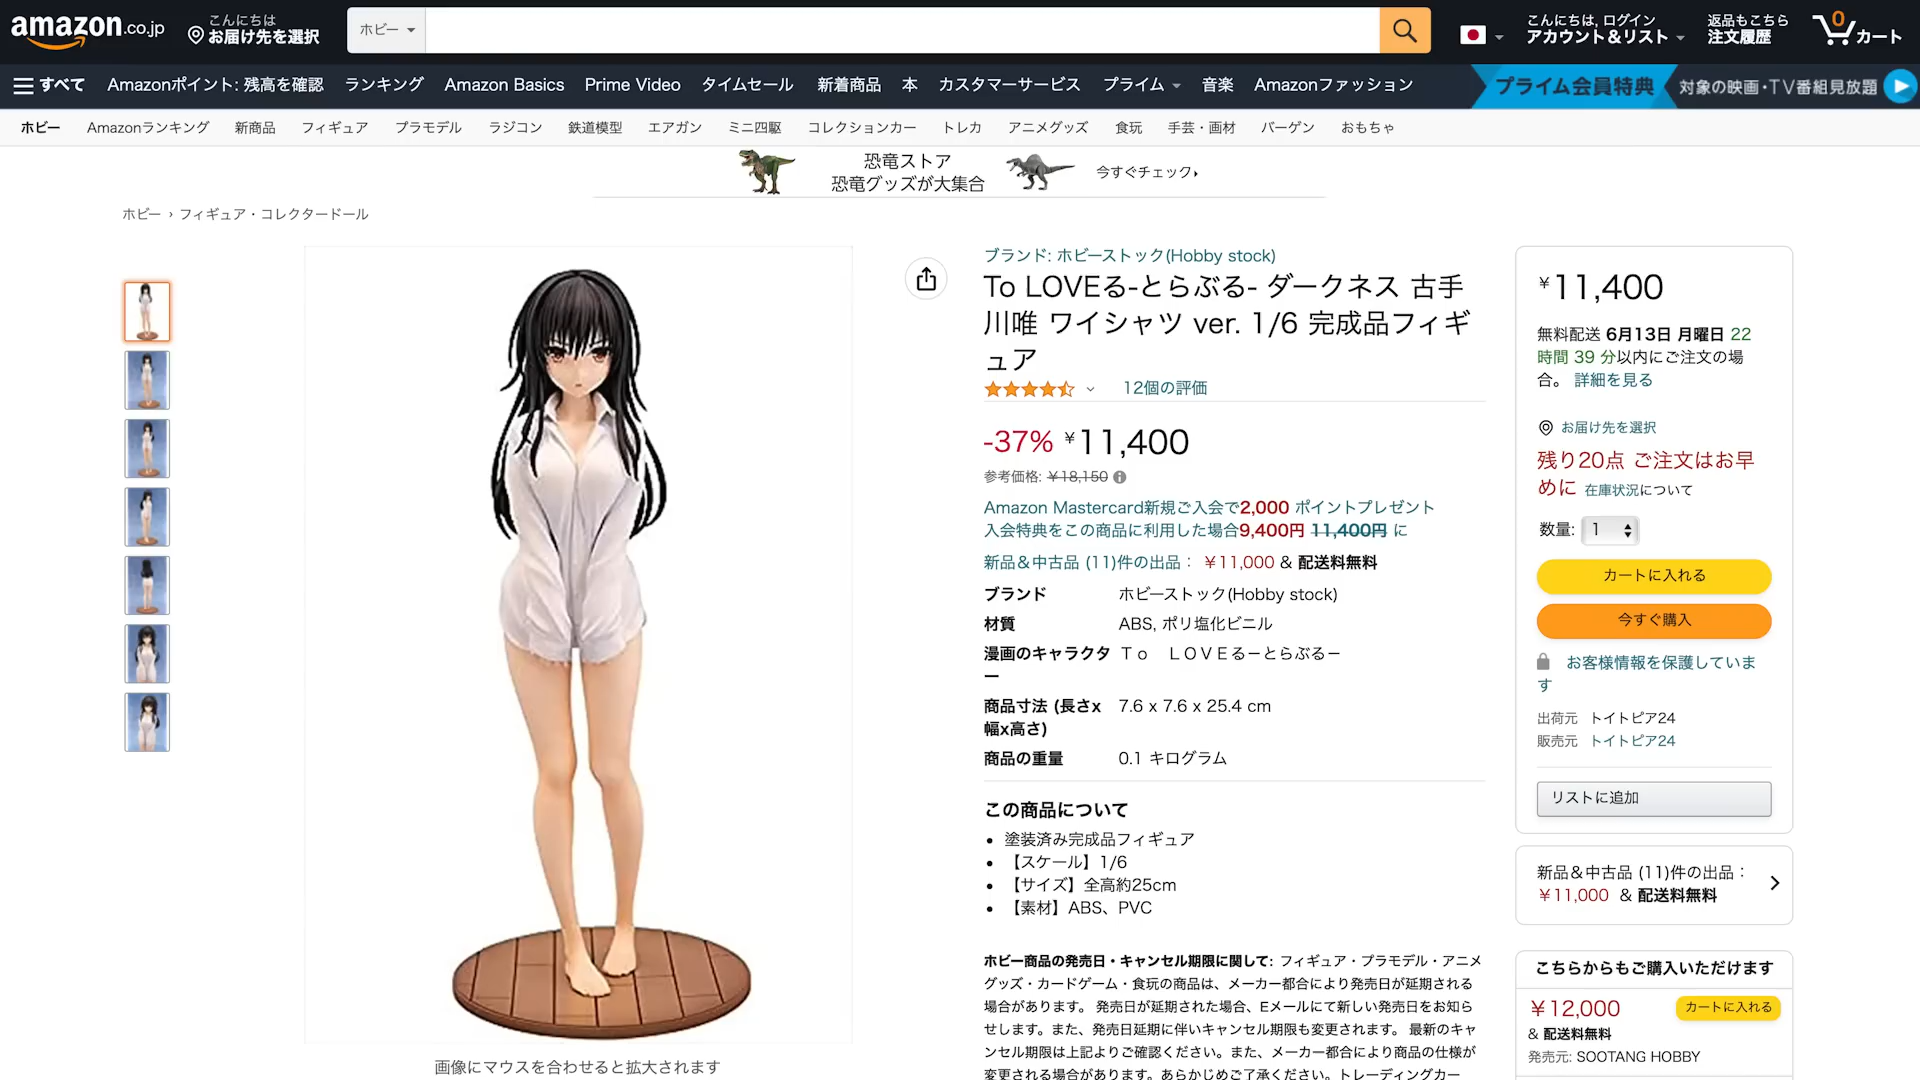 amazon.co.jp
こんにちは
お届け先を選択
ホビー
こんにちは, ログイン
アカウント＆リスト
返品もこちら
注文履歴
0
カート
すべて
Amazonポイント: 残高を確認
ランキング
Amazon Basics
Prime Video
タイムセール
新着商品
本
カスタマーサービス
プライム
音楽
Amazonファッション
プライム会員特典
対象の映画・TV番組見放題
ホビー
Amazonランキング
新商品
フィギュア
プラモデル
ラジコン
鉄道模型
エアガン
ミニ四駆
コレクションカー
トレカ
アニメグッズ
食玩
手芸・画材
バーゲン
おもちゃ
恐竜ストア
恐竜グッズが大集合
今すぐチェック
ホビー › フィギュア・コレクタードール
画像にマウスを合わせると拡大されます
ブランド: ホビーストック(Hobby stock)
To LOVEる-とらぶる- ダークネス 古手
川唯 ワイシャツ ver. 1/6 完成品フィギ
ュア
12個の評価
-37% ￥11,400
参考価格: ￥18,150
Amazon Mastercard新規ご入会で2,000 ポイントプレゼント
入会特典をこの商品に利用した場合9,400円 11,400円 に
新品＆中古品 (11)件の出品： ￥11,000 & 配送料無料
ブランド ホビーストック(Hobby stock)
材質 ABS, ポリ塩化ビニル
漫画のキャラクタ Ｔｏ　ＬＯＶＥるーとらぶるー
ー
商品寸法 (長さx 7.6 x 7.6 x 25.4 cm
幅x高さ)
商品の重量 0.1 キログラム
この商品について
塗装済み完成品フィギュア
【スケール】1/6
【サイズ】全高約25cm
【素材】ABS、PVC
ホビー商品の発売日・キャンセル期限に関して: フィギュア・プラモデル・アニメ
グッズ・カードゲーム・食玩の商品は、メーカー都合により発売日が延期される
場合があります。 発売日が延期された場合、Eメールにて新しい発売日をお知ら
せします。また、発売日延期に伴いキャンセル期限も変更されます。 最新のキャ
ンセル期限は上記よりご確認ください。また、メーカー都合により商品の仕様が
変更される場合があります。あらかじめご了承ください。トレーディングカー
￥11,400
無料配送 6月13日 月曜日 22
時間 39 分以内にご注文の場
合。 詳細を見る
お届け先を選択
残り20点 ご注文はお早
めに 在庫状況について
数量: 1
カートに入れる
今すぐ購入
お客様情報を保護していま
す
出荷元 トイトピア24
販売元 トイトピア24
リストに追加
新品＆中古品 (11)件の出品：
￥11,000 & 配送料無料
こちらからもご購入いただけます
￥12,000
カートに入れる
& 配送料無料
発売元: SOOTANG HOBBY